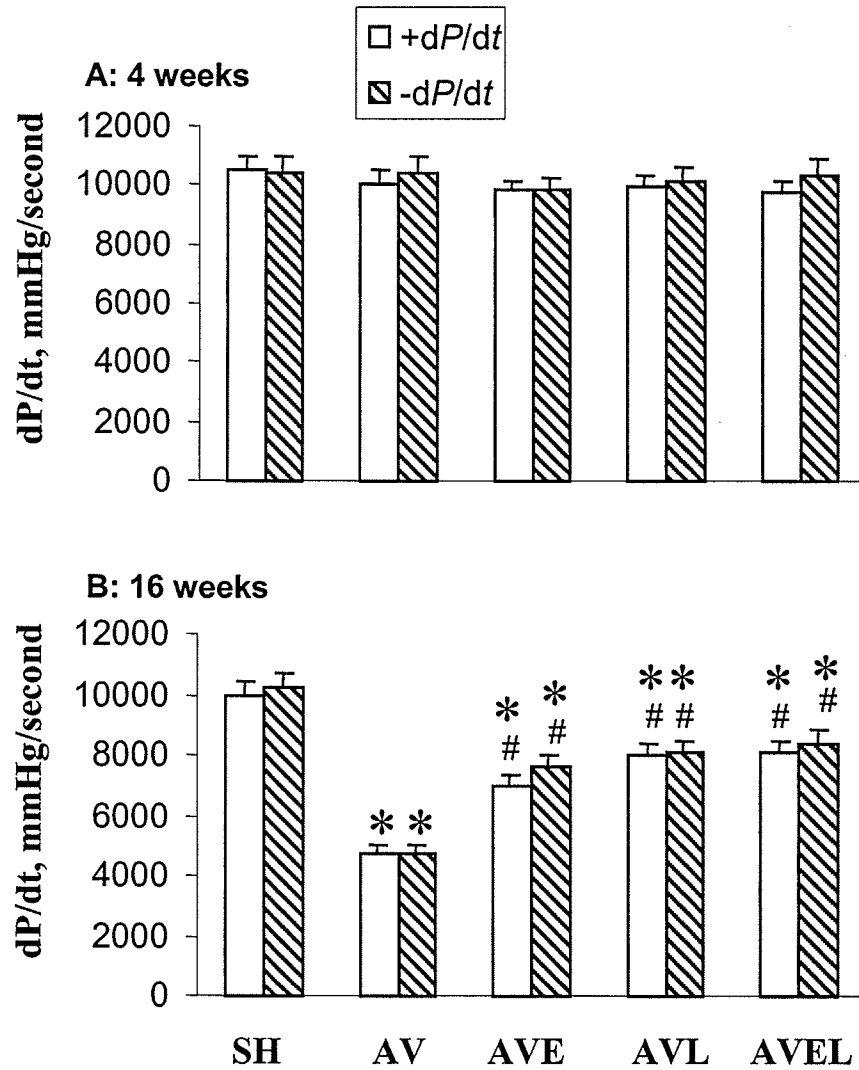 +dP/dt
-dP/dt
A: 4 weeks
dP/dt, mmHg/second
12000
10000
8000
6000
4000
2000
0
B: 16 weeks
dP/dt, mmHg/second
12000
10000
8000
6000
4000
2000
0
* * * * * * * *
# # # # # #
SH AV AVE AVL AVEL